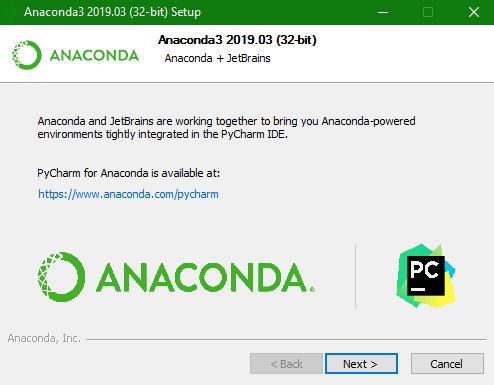 Anaconda3 2019.03 (32-bit) Setup
Anaconda3 2019.03 (32-bit)
Anaconda + JetBrains
ANACONDA
Anaconda and JetBrains are working together to bring you Anaconda-powered
environments tightly integrated in the PyCharm IDE.
PyCharm for Anaconda is available at:
https://www.anaconda.com/pycharm
ANACONDA®
PC
Anaconda, Inc.
< Back
Next >
Cancel